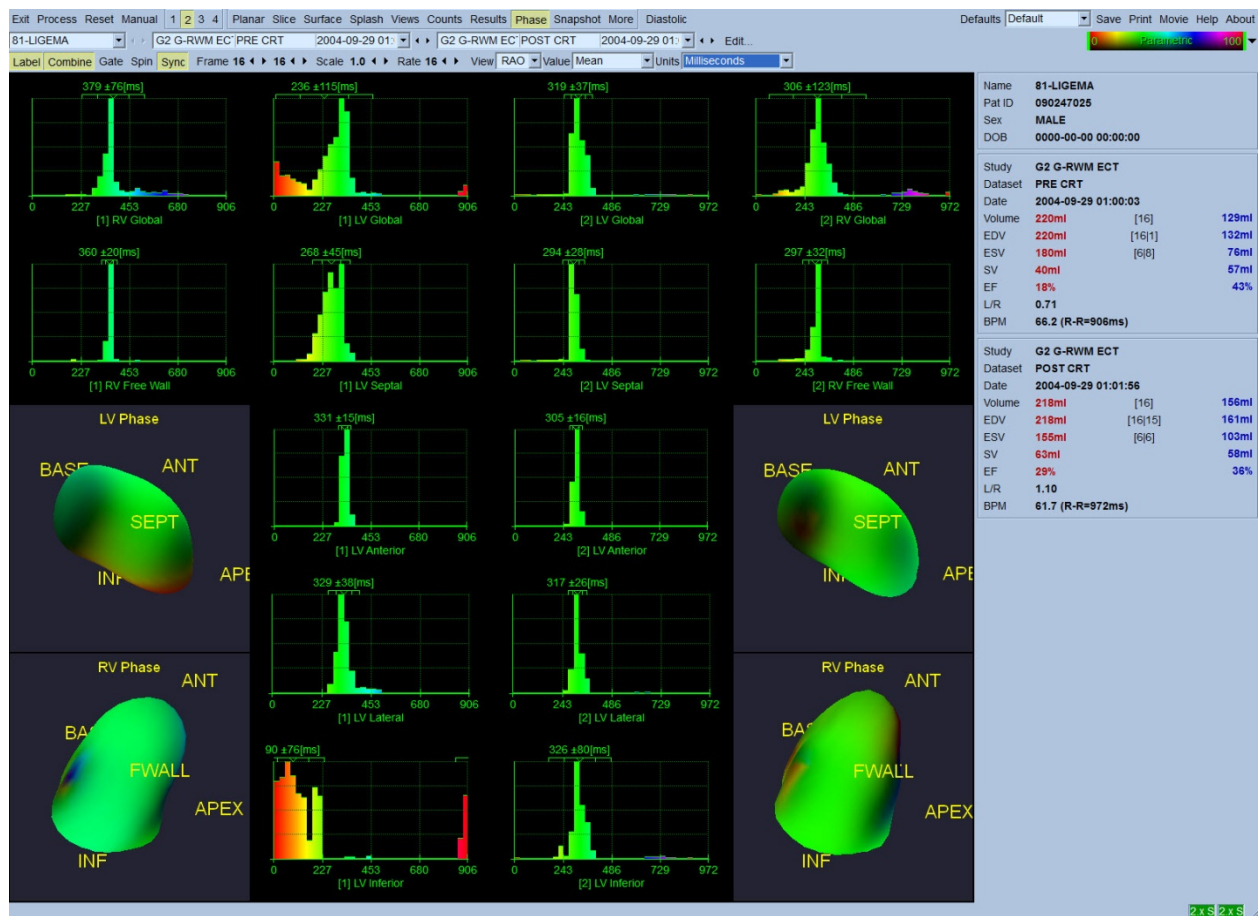 Exit Process Reset Manual 1 2 3 4 Planar Slice Surface Splash Views Counts Results Phase Snapshot More Diastolic Defaults Default Save Print Movie Help About
81-LIGEMA G2 G-RWM EC PRE CRT 2004-09-29 01: G2 G-RWM EC POST CRT 2004-09-29 01: Edit... 0 Parametric 100
Label Combine Gate Spin Sync Frame 16 16 Scale 1.0 Rate 16 View RAO Value Mean Units Milliseconds
379 ±76[ms] 236 ±115[ms] 319 ±37[ms] 306 ±123[ms]
0 227 453 680 906 0 227 453 680 906 0 243 486 729 972 0 243 486 729 972
[1] RV Global [1] LV Global [2] LV Global [2] RV Global
360 ±20[ms] 268 ±45[ms] 294 ±28[ms] 297 ±32[ms]
0 227 453 680 906 0 227 453 680 906 0 243 486 729 972 0 243 486 729 972
[1] RV Free Wall [1] LV Septal [2] LV Septal [2] RV Free Wall
LV Phase
BASE ANT
SEPT
INF APE
331 ±15[ms] 305 ±16[ms]
0 227 453 680 906 0 243 486 729 972
[1] LV Anterior [2] LV Anterior
LV Phase
BASE ANT
SEPT
INF APE
329 ±38[ms] 317 ±26[ms]
0 227 453 680 906 0 243 486 729 972
[1] LV Lateral [2] LV Lateral
RV Phase
ANT
BAS
FWALL
APEX
INF
90 ±76[ms] 326 ±80[ms]
0 227 453 680 906 0 243 486 729 972
[1] LV Inferior [2] LV Inferior
RV Phase
ANT
BAS
FWALL
APEX
INF
Name 81-LIGEMA
Pat ID 090247025
Sex MALE
DOB 0000-00-00 00:00:00
Study G2 G-RWM ECT
Dataset PRE CRT
Date 2004-09-29 01:00:03
Volume 220ml [16] 129ml
EDV 220ml [16|1] 132ml
ESV 180ml [6|8] 76ml
SV 40ml 57ml
EF 18% 43%
L/R 0.71
BPM 66.2 (R-R=906ms)
Study G2 G-RWM ECT
Dataset POST CRT
Date 2004-09-29 01:01:56
Volume 218ml [16] 156ml
EDV 218ml [16|15] 161ml
ESV 155ml [6|6] 103ml
SV 63ml 58ml
EF 29% 36%
L/R 1.10
BPM 61.7 (R-R=972ms)
2 x S 2 x S